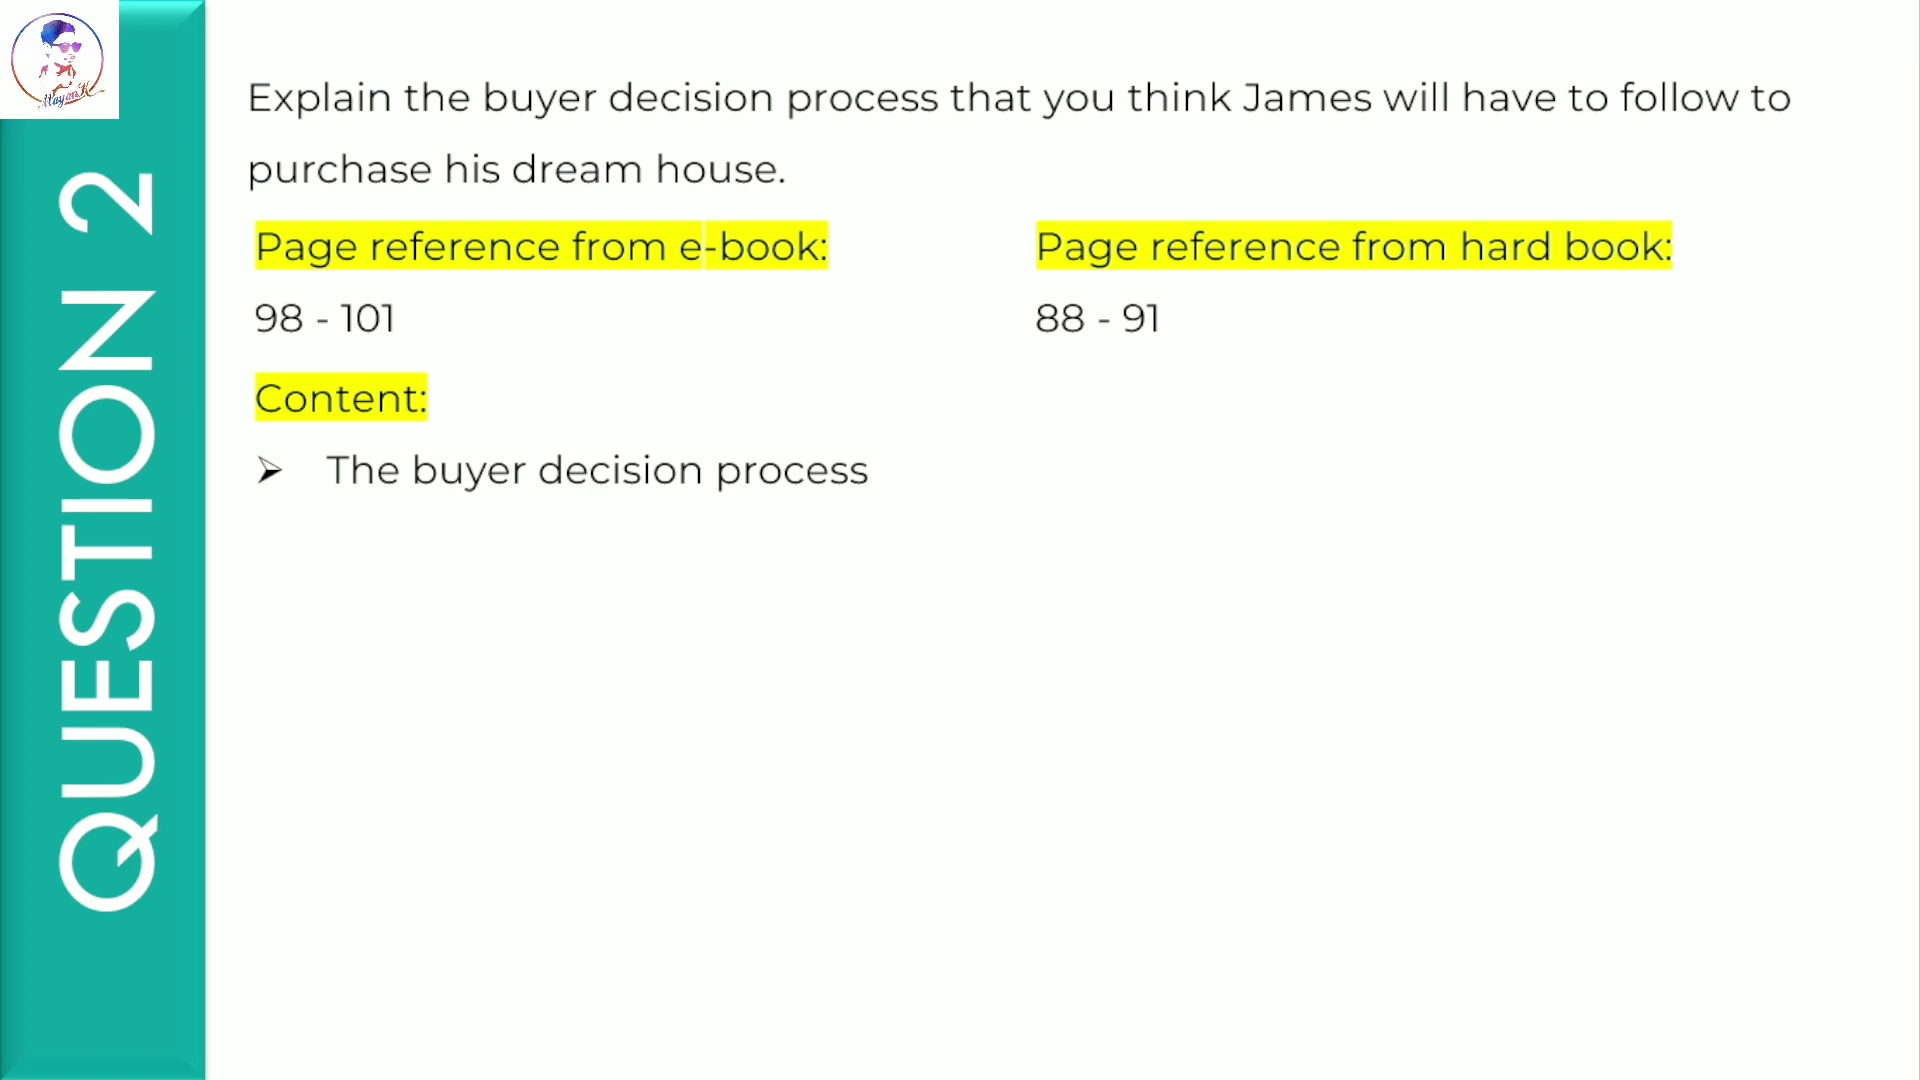 MayanK
QUESTION 2
Explain the buyer decision process that you think James will have to follow to
purchase his dream house.
Page reference from e-book:
Page reference from hard book:
98 - 101
88 - 91
Content:
➢ The buyer decision process